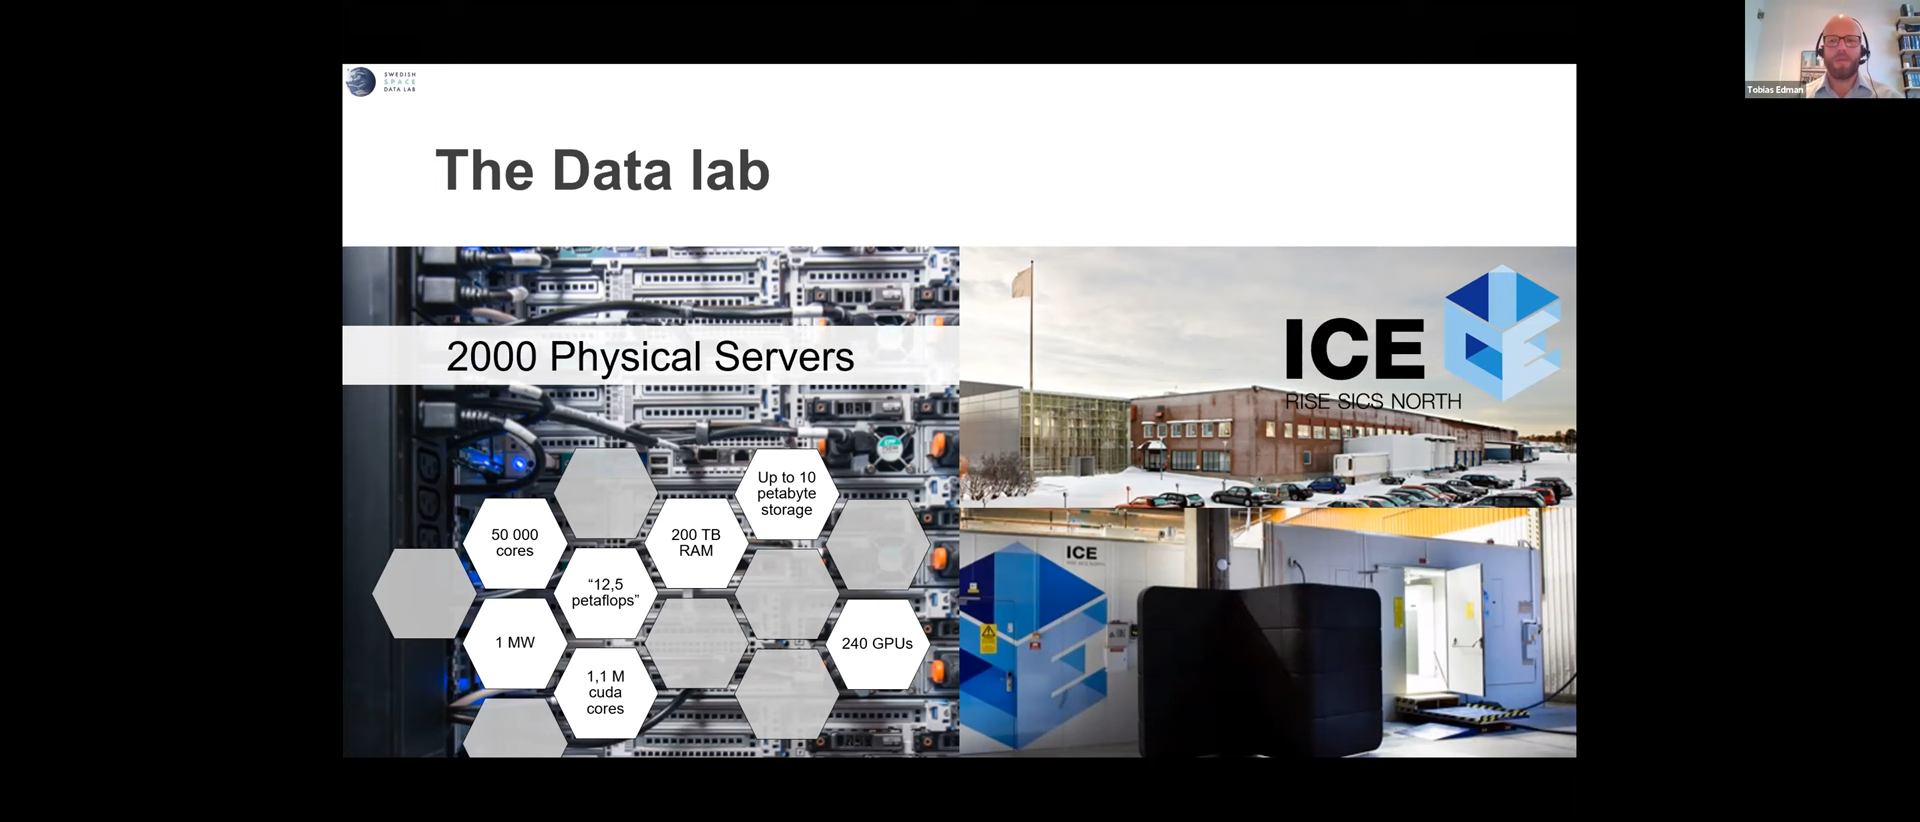 SWEDISH
SPACE
DATA LAB
Tobias Edman
The Data lab
2000 Physical Servers
ICE
RISE SICS NORTH
Up to 10
petabyte
storage
50 000
cores
200 TB
RAM
“12,5
petaflops”
1 MW
240 GPUs
1,1 M
cuda
cores
ICE